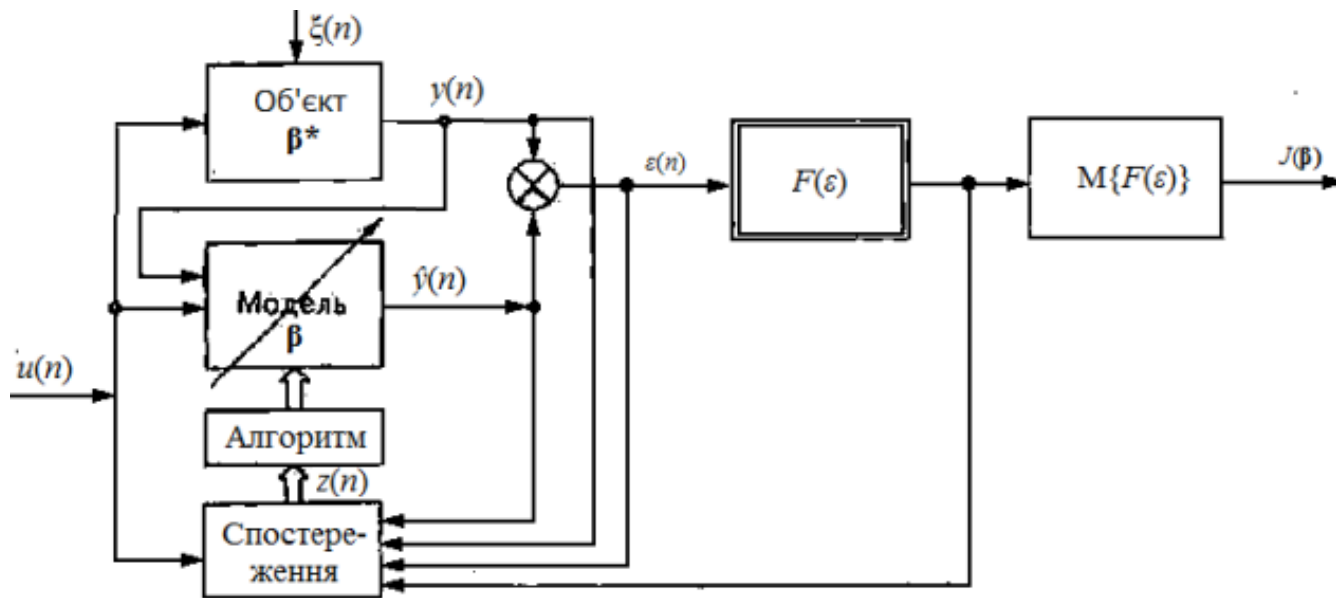 ξ(n)
Об'єкт
β*
y(n)
ε(n)
F(ε)
M{F(ε)}
J(β)
Модель
β
ŷ(n)
u(n)
Алгоритм
z(n)
Спостере-
ження